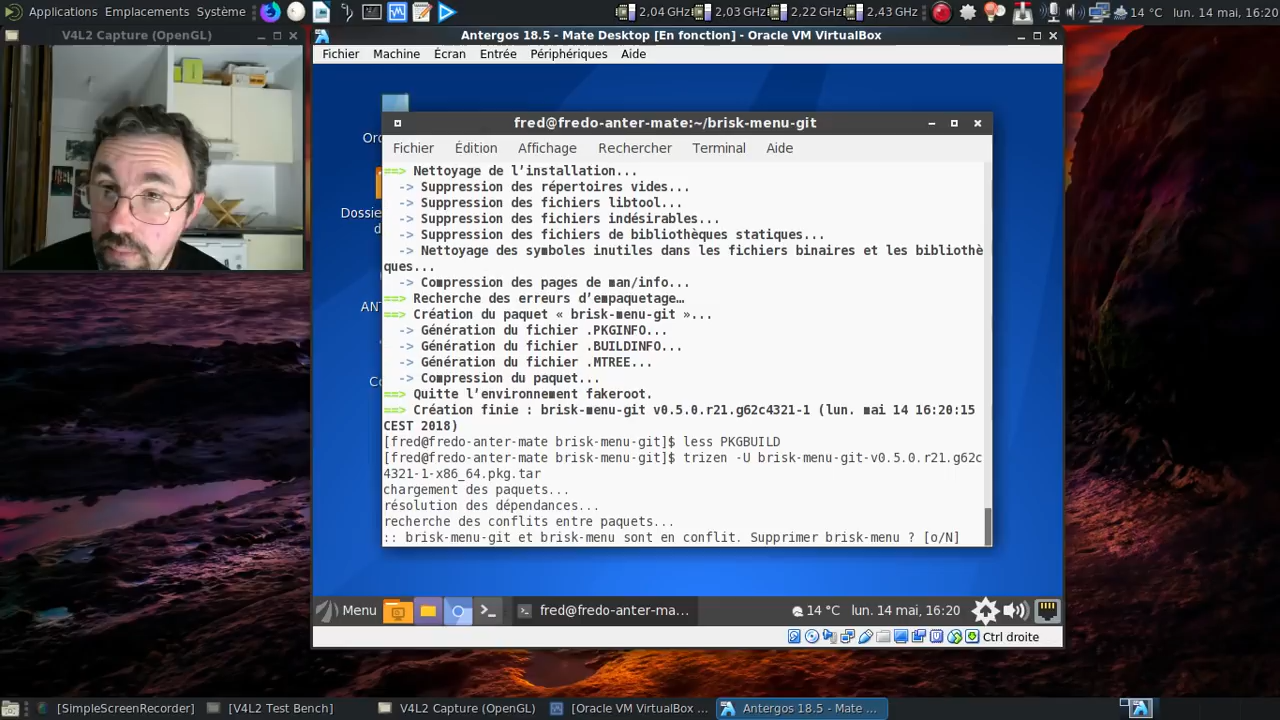 Applications Emplacements Système
2,04 GHz 2,03 GHz 2,22 GHz 2,43 GHz
14 °C lun. 14 mai, 16:20
V4L2 Capture (OpenGL)
Antergos 18.5 - Mate Desktop [En fonction] - Oracle VM VirtualBox
Fichier Machine Écran Entrée Périphériques Aide
Dossier
fred@fredo-anter-mate:~/brisk-menu-git
Fichier Édition Affichage Rechercher Terminal Aide
==> Nettoyage de l’installation...
-> Suppression des répertoires vides...
-> Suppression des fichiers libtool...
-> Suppression des fichiers indésirables...
-> Suppression des fichiers de bibliothèques statiques...
-> Nettoyage des symboles inutiles dans les fichiers binaires et les bibliothè
ques...
-> Compression des pages de man/info...
==> Recherche des erreurs d’empaquetage…
==> Création du paquet « brisk-menu-git »...
-> Génération du fichier .PKGINFO...
-> Génération du fichier .BUILDINFO...
-> Génération du fichier .MTREE...
-> Compression du paquet...
==> Quitte l’environnement fakeroot.
==> Création finie : brisk-menu-git v0.5.0.r21.g62c4321-1 (lun. mai 14 16:20:15
CEST 2018)
[fred@fredo-anter-mate brisk-menu-git]$ less PKGBUILD
[fred@fredo-anter-mate brisk-menu-git]$ trizen -U brisk-menu-git-v0.5.0.r21.g62c
4321-1-x86_64.pkg.tar
chargement des paquets...
résolution des dépendances...
recherche des conflits entre paquets...
:: brisk-menu-git et brisk-menu sont en conflit. Supprimer brisk-menu ? [o/N]
Menu fred@fredo-anter-ma... 14 °C lun. 14 mai, 16:20
Ctrl droite
[SimpleScreenRecorder] [V4L2 Test Bench] V4L2 Capture (OpenGL) [Oracle VM VirtualBox ... Antergos 18.5 - Mate ...